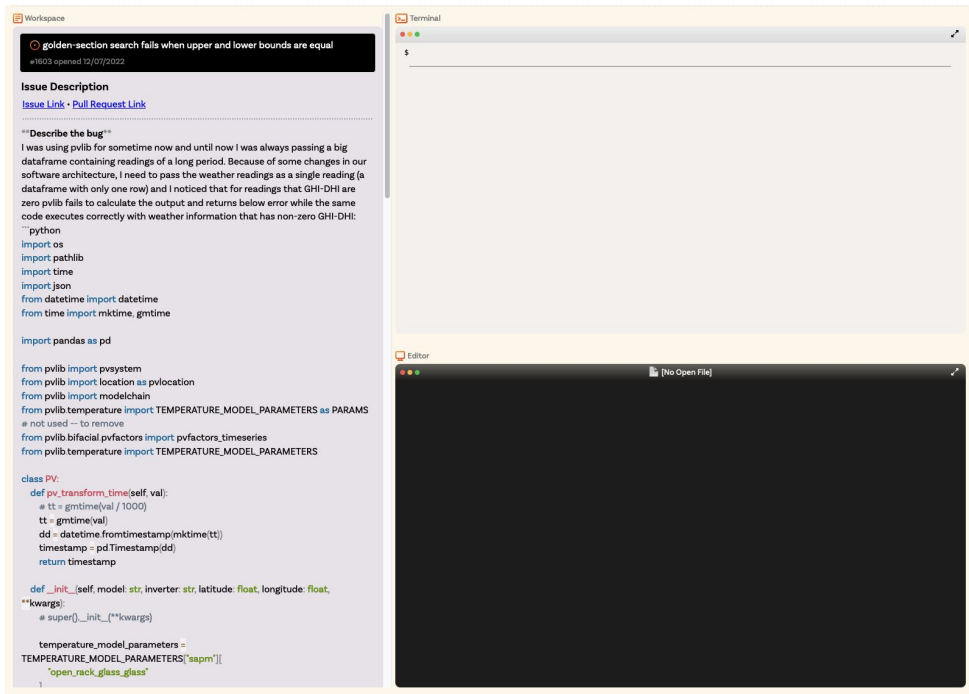 Workspace
golden-section search fails when upper and lower bounds are equal
#1603 opened 12/07/2022
Issue Description
Issue Link • Pull Request Link
**Describe the bug**
I was using pvlib for sometime now and until now I was always passing a big
dataframe containing readings of a long period. Because of some changes in our
software architecture, I need to pass the weather readings as a single reading (a
dataframe with only one row) and I noticed that for readings that GHI-DHI are
zero pvlib fails to calculate the output and returns below error while the same
code executes correctly with weather information that has non-zero GHI-DHI:
```python
import os
import pathlib
import time
import json
from datetime import datetime
from time import mktime, gmtime
import pandas as pd
from pvlib import pvsystem
from pvlib import location as pvlocation
from pvlib import modelchain
from pvlib.temperature import TEMPERATURE_MODEL_PARAMETERS as PARAMS
# not used -- to remove
from pvlib.bifacial.pvfactors import pvfactors_timeseries
from pvlib.temperature import TEMPERATURE_MODEL_PARAMETERS
class PV:
def pv_transform_time(self, val):
# tt = gmtime(val / 1000)
tt = gmtime(val)
dd = datetime.fromtimestamp(mktime(tt))
timestamp = pd.Timestamp(dd)
return timestamp
def __init__(self, model: str, inverter: str, latitude: float, longitude: float,
**kwargs):
# super().__init__(**kwargs)
temperature_model_parameters =
TEMPERATURE_MODEL_PARAMETERS["sapm"][
"open_rack_glass_glass"
]
Terminal
$
Editor
[No Open File]